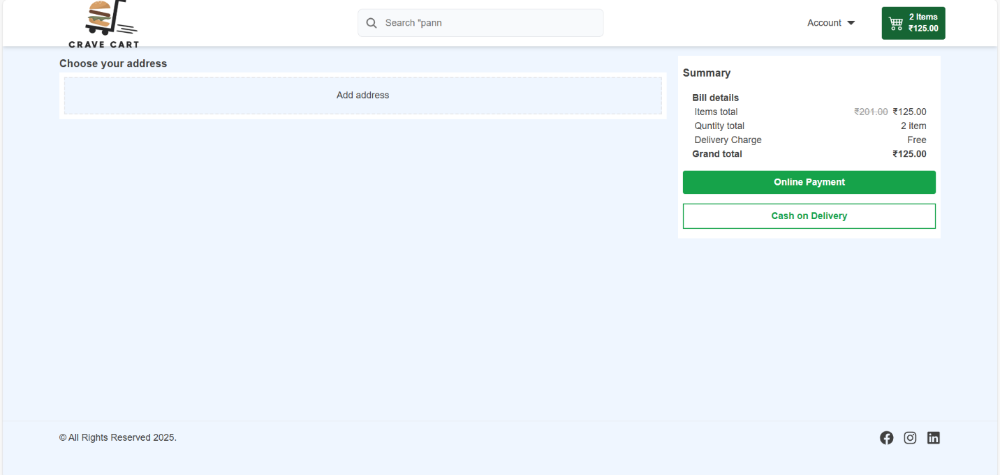 CRAVE CART
Search "pann
Account
2 Items
₹125.00
Choose your address
Add address
Summary
Bill details
Items total ₹201.00 ₹125.00
Quntity total 2 item
Delivery Charge Free
Grand total ₹125.00
Online Payment
Cash on Delivery
© All Rights Reserved 2025.